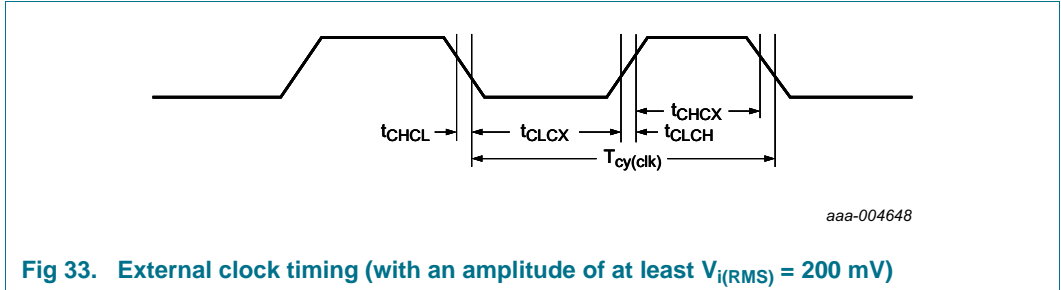 tCHCX
tCHCL tCLCX tCLCH
Tcy(clk)
aaa-004648
Fig 33. External clock timing (with an amplitude of at least Vi(RMS) = 200 mV)